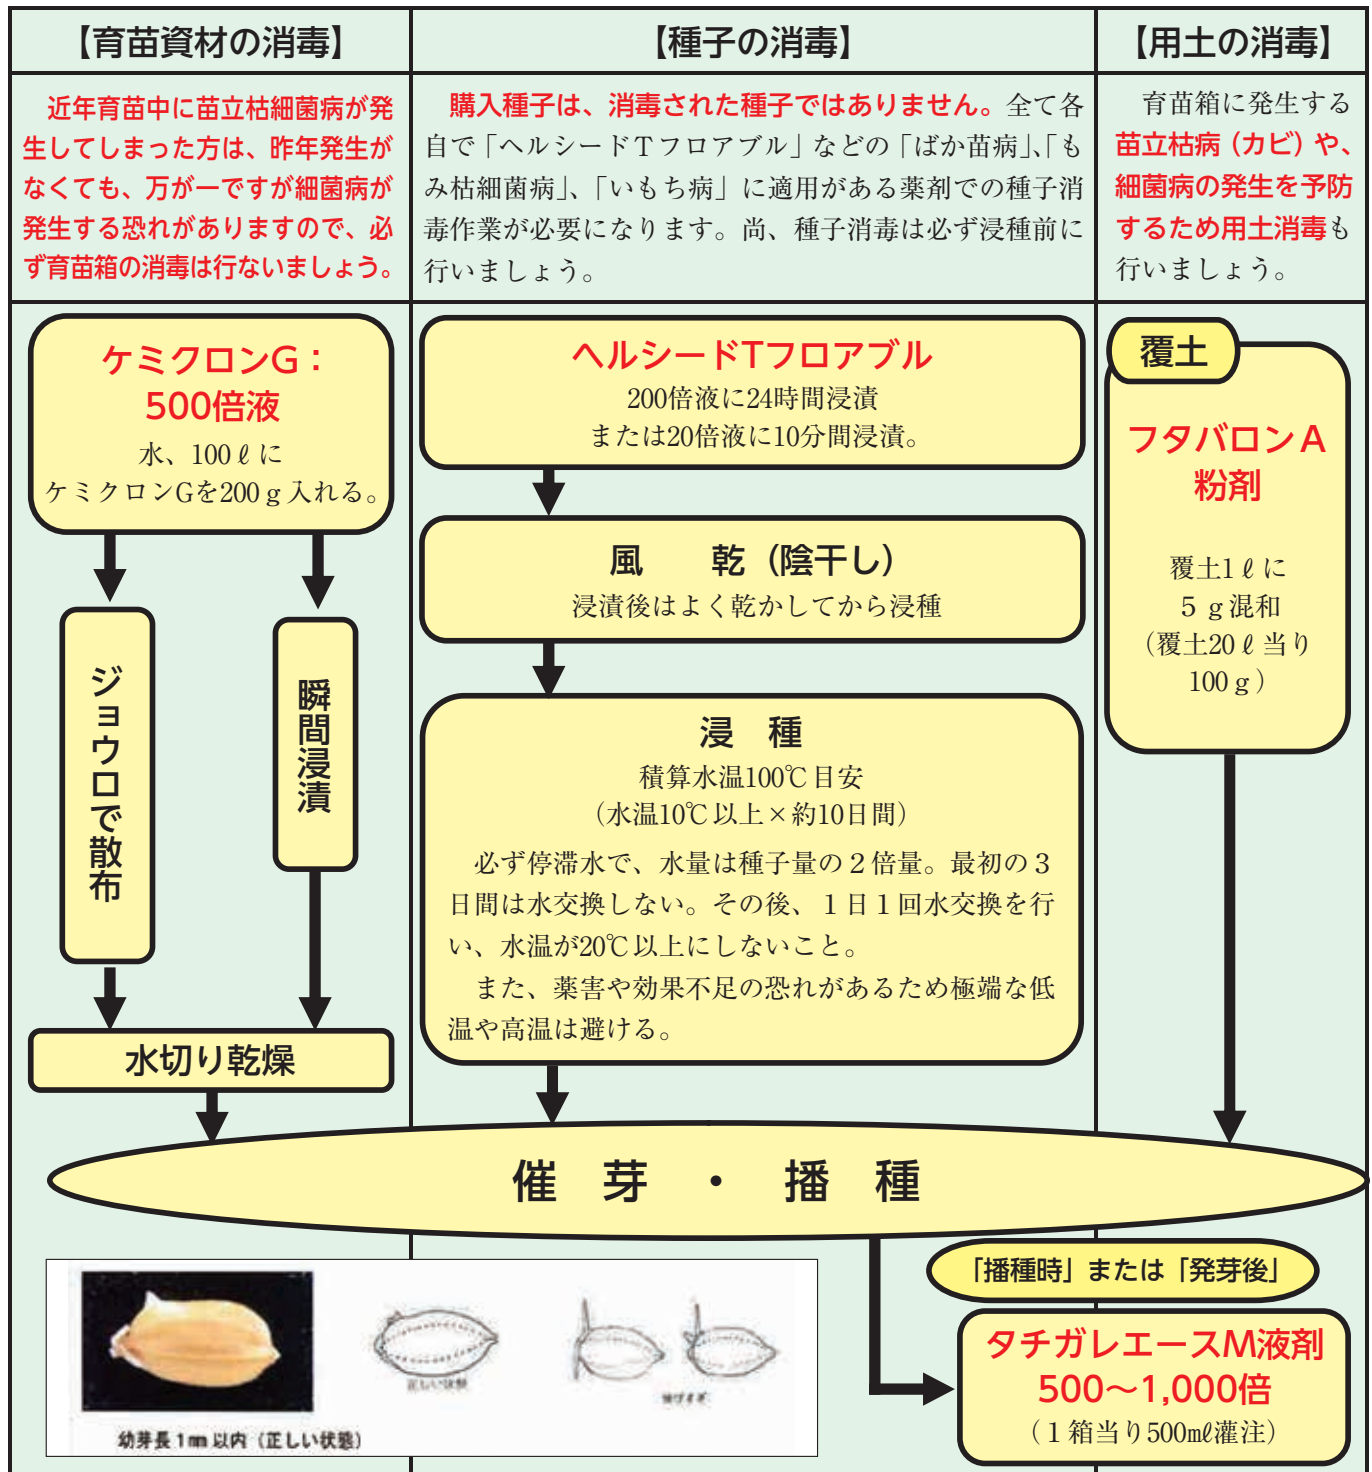 【育苗資材の消毒】
近年育苗中に苗立枯細菌病が発
生してしまった方は、昨年発生が
なくても、万が一ですが細菌病が
発生する恐れがありますので、必
ず育苗箱の消毒は行ないましょう。
ケミクロンG：
500倍液
水、100ℓに
ケミクロンGを200ｇ入れる。
ジョウロで散布
瞬間浸漬
水切り乾燥
【種子の消毒】
購入種子は、消毒された種子ではありません。全て各
自で「ヘルシードTフロアブル」などの「ばか苗病」、「も
み枯細菌病」、「いもち病」に適用がある薬剤での種子消
毒作業が必要になります。尚、種子消毒は必ず浸種前に
行いましょう。
ヘルシードTフロアブル
200倍液に24時間浸漬
または20倍液に10分間浸漬。
風　乾（陰干し）
浸漬後はよく乾かしてから浸種
浸　種
積算水温100℃目安
（水温10℃以上×約10日間）
必ず停滞水で、水量は種子量の２倍量。最初の３
日間は水交換しない。その後、１日１回水交換を行
い、水温が20℃以上にしないこと。
また、薬害や効果不足の恐れがあるため極端な低
温や高温は避ける。
【用土の消毒】
育苗箱に発生する
苗立枯病（カビ）や、
細菌病の発生を予防
するため用土消毒も
行いましょう。
覆土
フタバロンA
粉剤
覆土1ℓに
５ｇ混和
（覆土20ℓ当り
100ｇ）
催　芽　・　播　種
正しい状態
伸びすぎ
幼芽長1㎜以内（正しい状態）
「播種時」または「発芽後」
タチガレエースM液剤
500〜1,000倍
（１箱当り500㎖灌注）